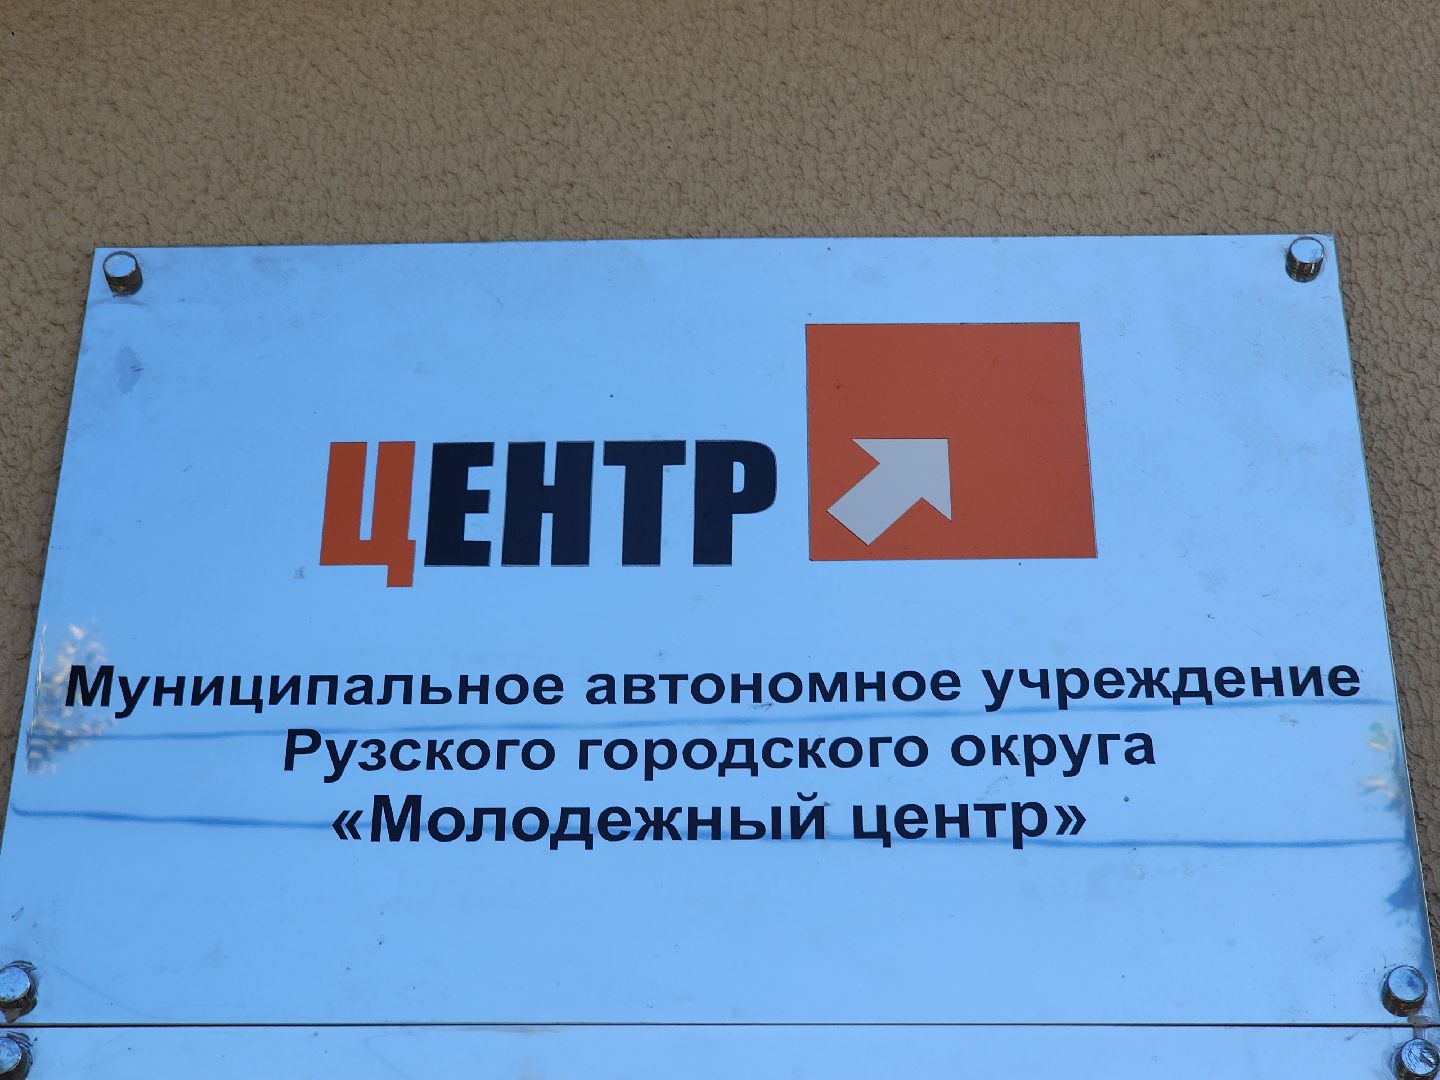 ЦЕНТР
Муниципальное автономное учреждение
Рузского городского округа
«Молодежный центр»